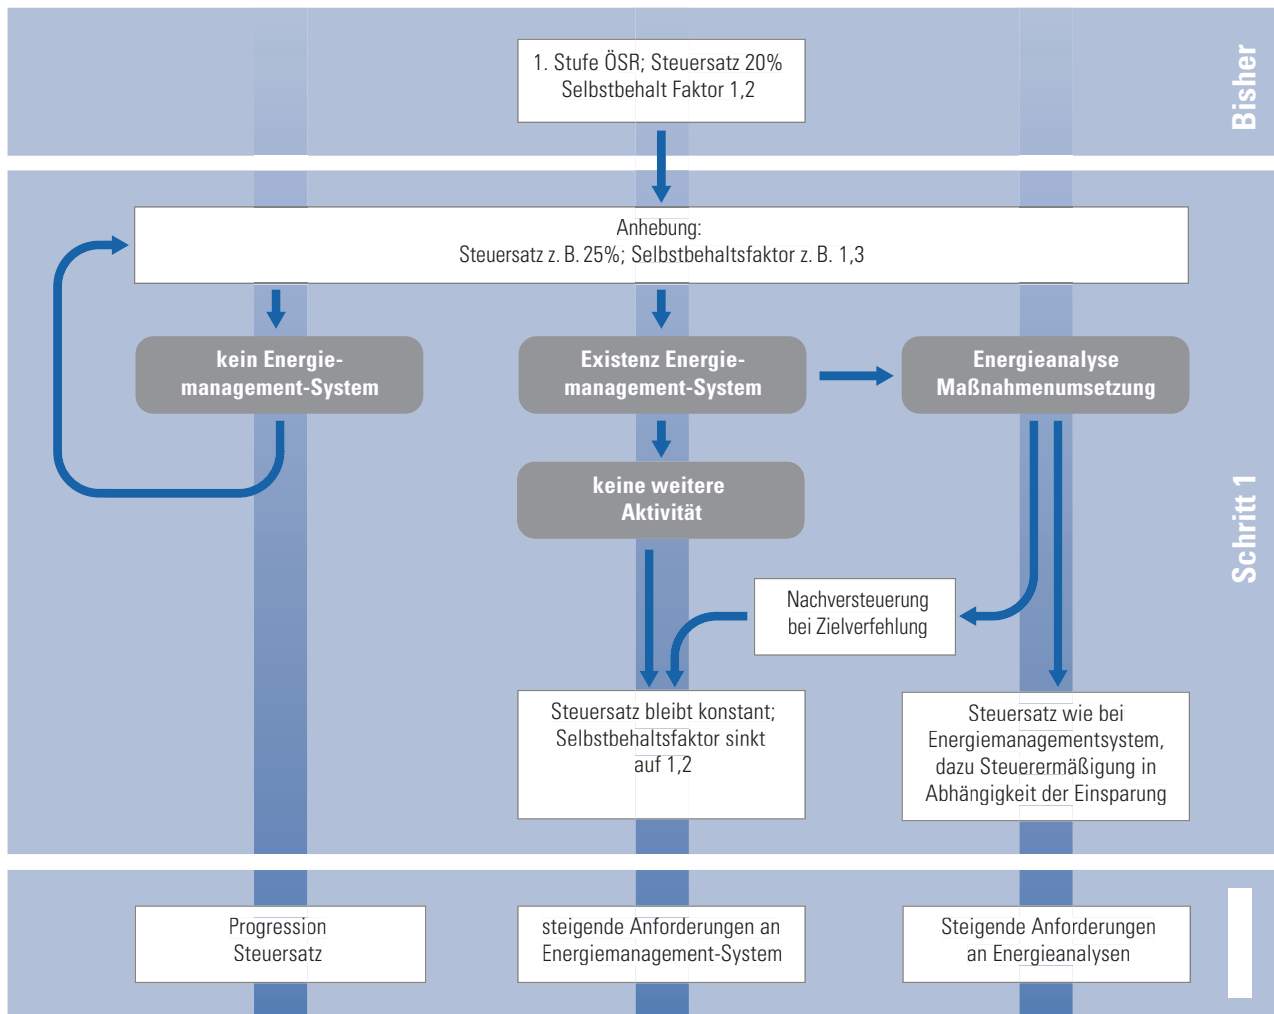 1. Stufe ÖSR; Steuersatz 20%
Selbstbehalt Faktor 1,2
Bisher
Anhebung:
Steuersatz z. B. 25%; Selbstbehaltsfaktor z. B. 1,3
kein Energie-
management-System
Existenz Energie-
management-System
Energieanalyse
Maßnahmenumsetzung
keine weitere
Aktivität
Schritt 1
Nachversteuerung
bei Zielverfehlung
Steuersatz bleibt konstant;
Selbstbehaltsfaktor sinkt
auf 1,2
Steuersatz wie bei
Energiemanagementsystem,
dazu Steuerermäßigung in
Abhängigkeit der Einsparung
Progression
Steuersatz
steigende Anforderungen an
Energiemanagement-System
Steigende Anforderungen
an Energieanalysen